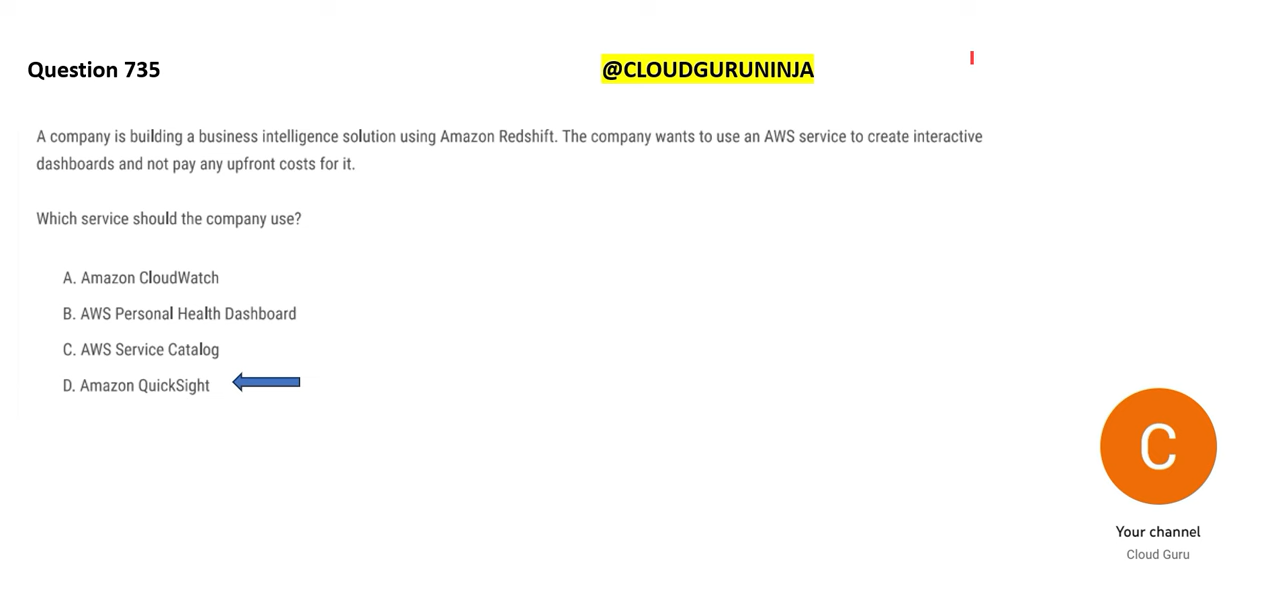 Question 735
@CLOUDGURUNINJA
A company is building a business intelligence solution using Amazon Redshift. The company wants to use an AWS service to create interactive
dashboards and not pay any upfront costs for it.
Which service should the company use?
A. Amazon CloudWatch
B. AWS Personal Health Dashboard
C. AWS Service Catalog
D. Amazon QuickSight
C
Your channel
Cloud Guru